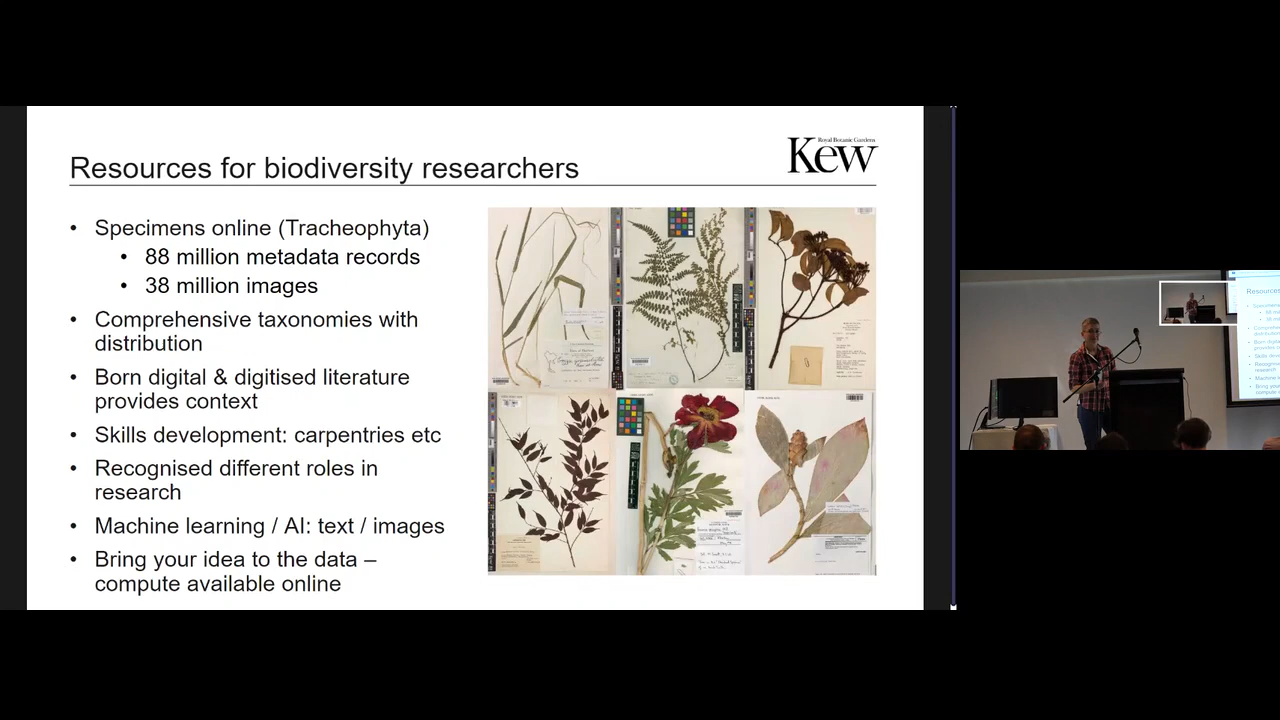 Royal Botanic Gardens
Kew
Resources for biodiversity researchers
• Specimens online (Tracheophyta)
• 88 million metadata records
• 38 million images
• Comprehensive taxonomies with
distribution
• Born digital & digitised literature
provides context
• Skills development: carpentries etc
• Recognised different roles in
research
• Machine learning / AI: text / images
• Bring your idea to the data –
compute available online